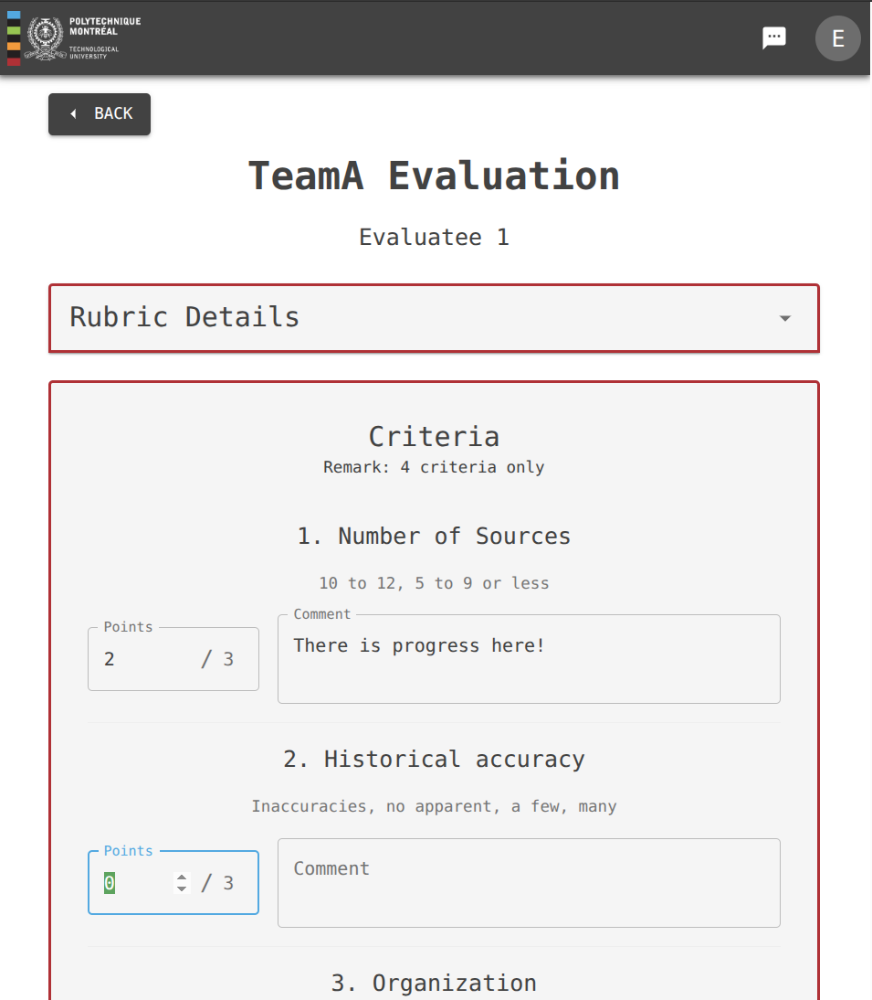 POLYTECHNIQUE
MONTRÉAL
TECHNOLOGICAL
UNIVERSITY
E
BACK
TeamA Evaluation
Evaluatee 1
Rubric Details
Criteria
Remark: 4 criteria only
1. Number of Sources
10 to 12, 5 to 9 or less
Points
2 / 3
Comment
There is progress here!
2. Historical accuracy
Inaccuracies, no apparent, a few, many
Points
0 / 3
Comment
3. Organization